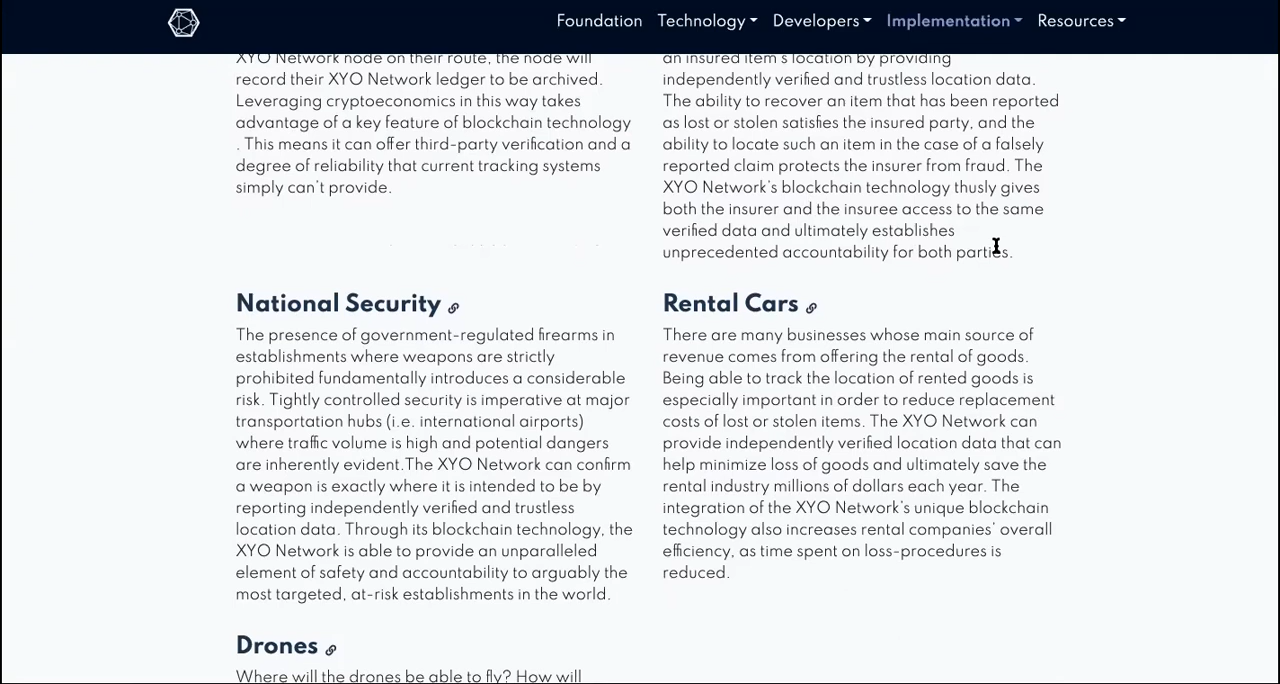 Foundation Technology Developers Implementation Resources
XYO Network node on their route, the node will
record their XYO Network ledger to be archived.
Leveraging cryptoeconomics in this way takes
advantage of a key feature of blockchain technology
. This means it can offer third-party verification and a
degree of reliability that current tracking systems
simply can't provide.
an insured item's location by providing
independently verified and trustless location data.
The ability to recover an item that has been reported
as lost or stolen satisfies the insured party, and the
ability to locate such an item in the case of a falsely
reported claim protects the insurer from fraud. The
XYO Network's blockchain technology thusly gives
both the insurer and the insuree access to the same
verified data and ultimately establishes
unprecedented accountability for both parties.
National Security
The presence of government-regulated firearms in
establishments where weapons are strictly
prohibited fundamentally introduces a considerable
risk. Tightly controlled security is imperative at major
transportation hubs (i.e. international airports)
where traffic volume is high and potential dangers
are inherently evident.The XYO Network can confirm
a weapon is exactly where it is intended to be by
reporting independently verified and trustless
location data. Through its blockchain technology, the
XYO Network is able to provide an unparalleled
element of safety and accountability to arguably the
most targeted, at-risk establishments in the world.
Rental Cars
There are many businesses whose main source of
revenue comes from offering the rental of goods.
Being able to track the location of rented goods is
especially important in order to reduce replacement
costs of lost or stolen items. The XYO Network can
provide independently verified location data that can
help minimize loss of goods and ultimately save the
rental industry millions of dollars each year. The
integration of the XYO Network's unique blockchain
technology also increases rental companies' overall
efficiency, as time spent on loss-procedures is
reduced.
Drones
Where will the drones be able to fly? How will